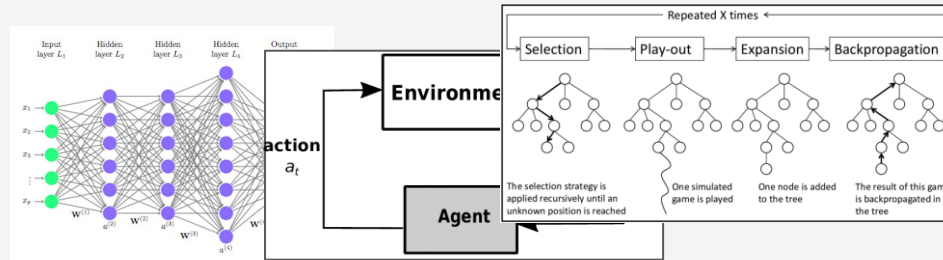 Input
layer L₁
Hidden
layer L₂
Hidden
layer L₃
Hidden
layer L₄
Output
x₁
x₂
x₃
⋮
xₚ
W⁽¹⁾
a⁽²⁾
W⁽²⁾
a⁽³⁾
W⁽³⁾
a⁽⁴⁾
Environme
action
aₜ
Agent
Repeated X times
Selection
Play-out
Expansion
Backpropagation
The selection strategy is
applied recursively until an
unknown position is reached
One simulated
game is played
One node is added
to the tree
The result of this gam
is backpropagated in
the tree